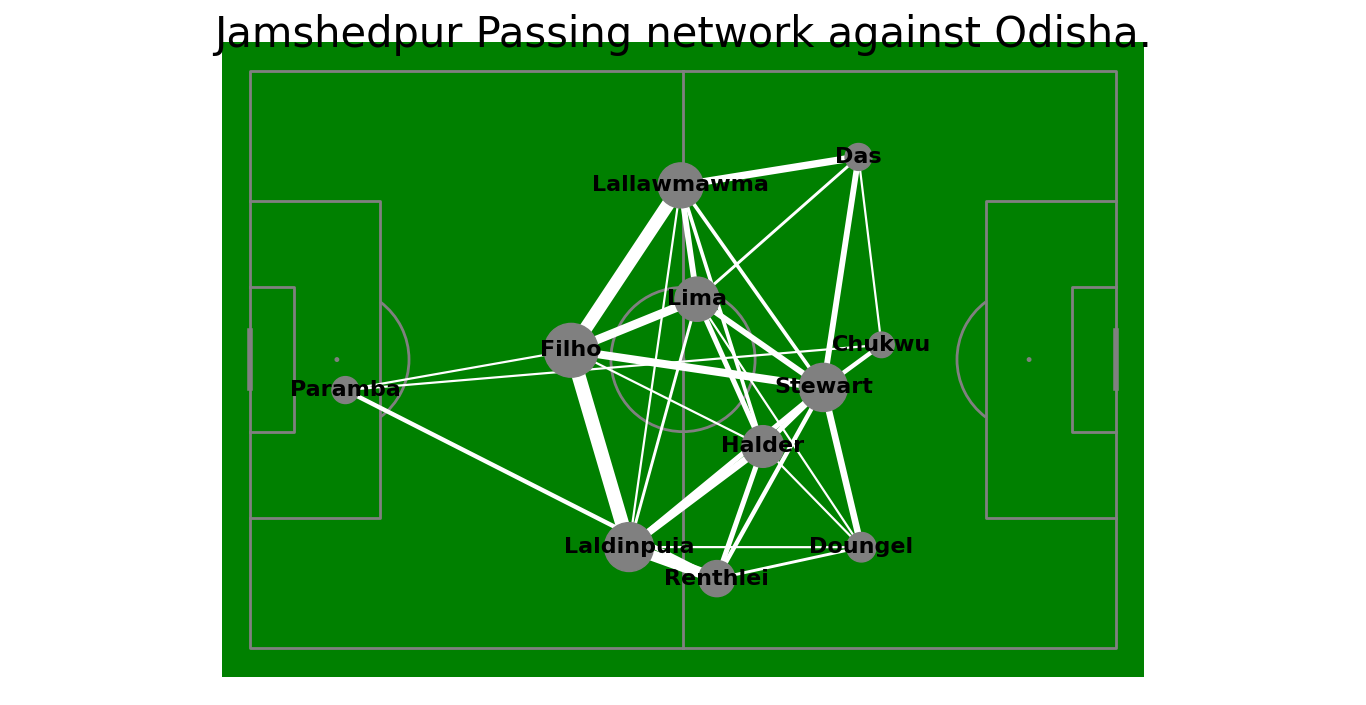 Jamshedpur Passing network against Odisha.
Das
Lallawmawma
Lima
Chukwu
Filho
Stewart
Paramba
Halder
Laldinpuia
Doungel
Renthlei